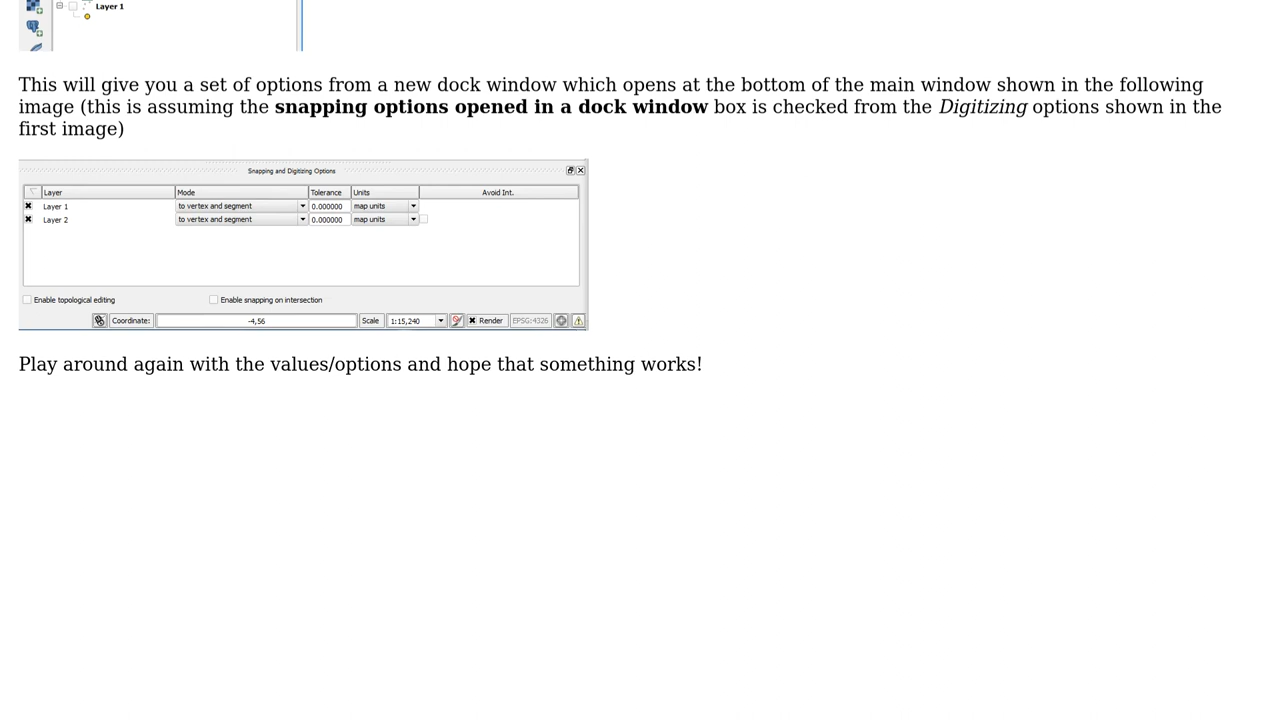 Layer 1
This will give you a set of options from a new dock window which opens at the bottom of the main window shown in the following
image (this is assuming the snapping options opened in a dock window box is checked from the Digitizing options shown in the
first image)
Snapping and Digitizing Options
Layer Mode Tolerance Units Avoid Int.
Layer 1 to vertex and segment 0.000000 map units
Layer 2 to vertex and segment 0.000000 map units
Enable topological editing Enable snapping on intersection
Coordinate: -4,56 Scale 1:15,240 Render EPSG:4326
Play around again with the values/options and hope that something works!